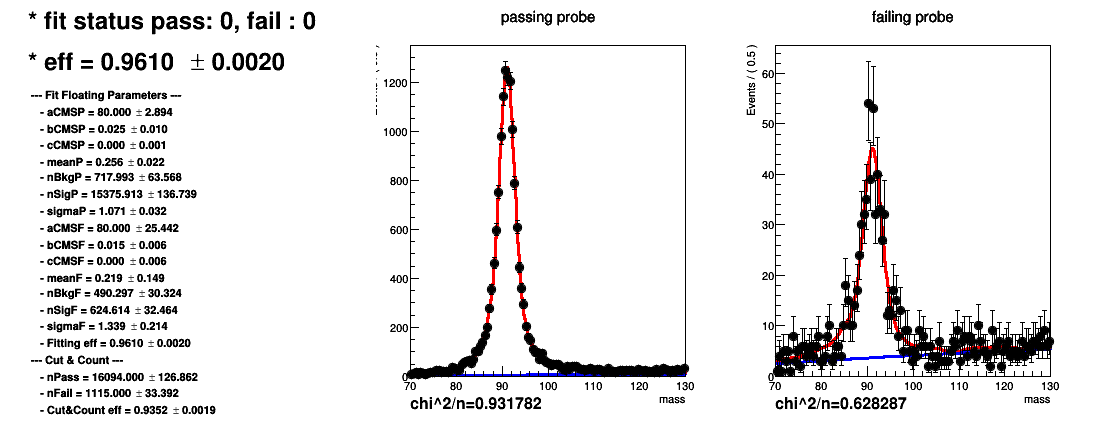 * fit status pass: 0, fail : 0
* eff = 0.9610 ± 0.0020
--- Fit Floating Parameters ---
- aCMSP = 80.000 ± 2.894
- bCMSP = 0.025 ± 0.010
- cCMSP = 0.000 ± 0.001
- meanP = 0.256 ± 0.022
- nBkgP = 717.993 ± 63.568
- nSigP = 15375.913 ± 136.739
- sigmaP = 1.071 ± 0.032
- aCMSF = 80.000 ± 25.442
- bCMSF = 0.015 ± 0.006
- cCMSF = 0.000 ± 0.006
- meanF = 0.219 ± 0.149
- nBkgF = 490.297 ± 30.324
- nSigF = 624.614 ± 32.464
- sigmaF = 1.339 ± 0.214
- Fitting eff = 0.9610 ± 0.0020
--- Cut & Count ---
- nPass = 16094.000 ± 126.862
- nFail = 1115.000 ± 33.392
- Cut&Count eff = 0.9352 ± 0.0019
passing probe
1200
1000
800
600
400
200
0
70 80 90 100 110 120 130
mass
chi^2/n=0.931782
failing probe
Events / ( 0.5 )
60
50
40
30
20
10
0
70 80 90 100 110 120 130
mass
chi^2/n=0.628287